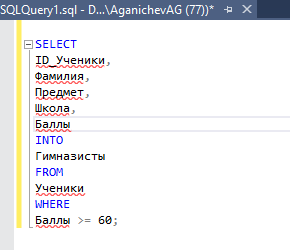 SQLQuery1.sql - D...\AganichevAG (77))*
SELECT
ID_Ученики,
Фамилия,
Предмет,
Школа,
Баллы
INTO
Гимназисты
FROM
Ученики
WHERE
Баллы >= 60;